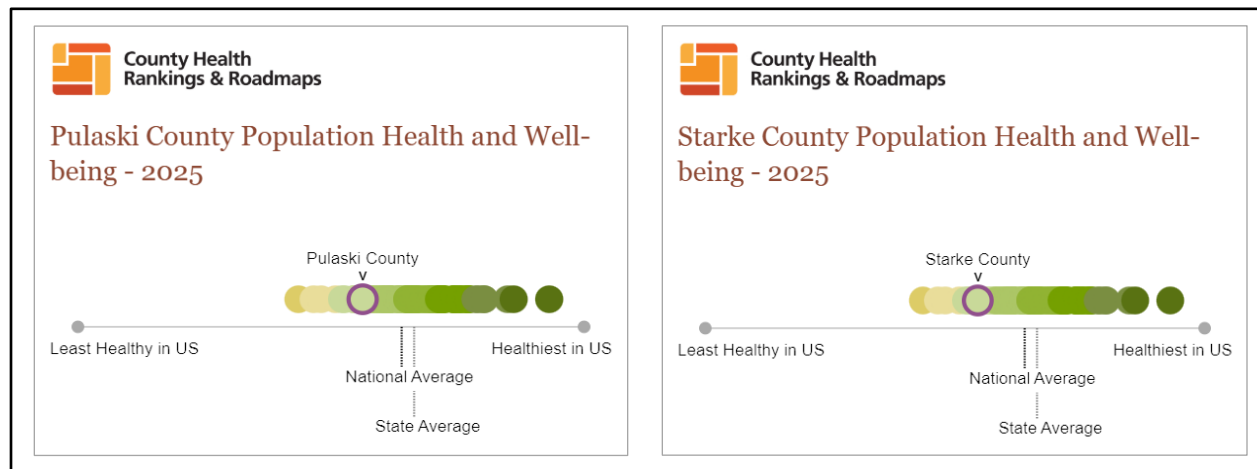 County Health
Rankings & Roadmaps
Pulaski County Population Health and Well-
being - 2025
Pulaski County
v
Least Healthy in US
Healthiest in US
National Average
State Average
County Health
Rankings & Roadmaps
Starke County Population Health and Well-
being - 2025
Starke County
v
Least Healthy in US
Healthiest in US
National Average
State Average